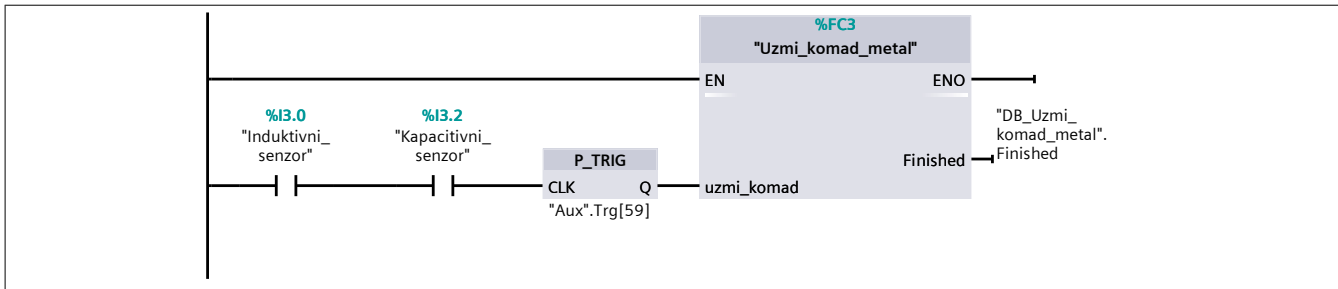 %FC3
"Uzmi_komad_metal"
EN
ENO
%I3.0
"Induktivni_
senzor"
%I3.2
"Kapacitivni_
senzor"
"DB_Uzmi_
komad_metal".
Finished
Finished
P_TRIG
CLK
Q
uzmi_komad
"Aux".Trg[59]